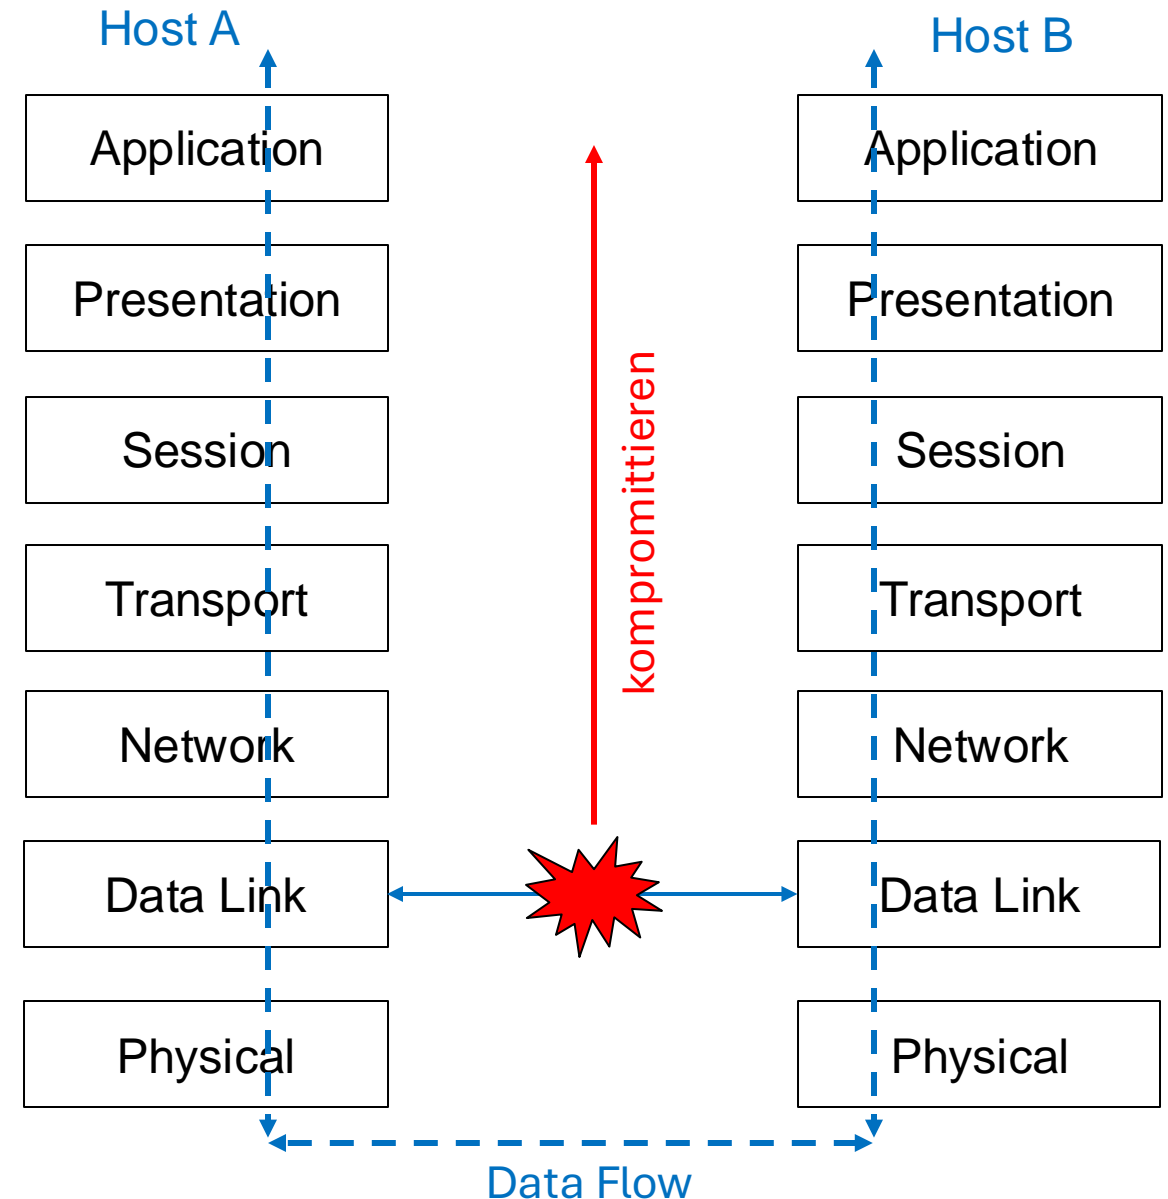 Host A
Host B
Application
Application
Presentation
Presentation
Session
Session
kompromittieren
Transport
Transport
Network
Network
Data Link
Data Link
Physical
Physical
Data Flow